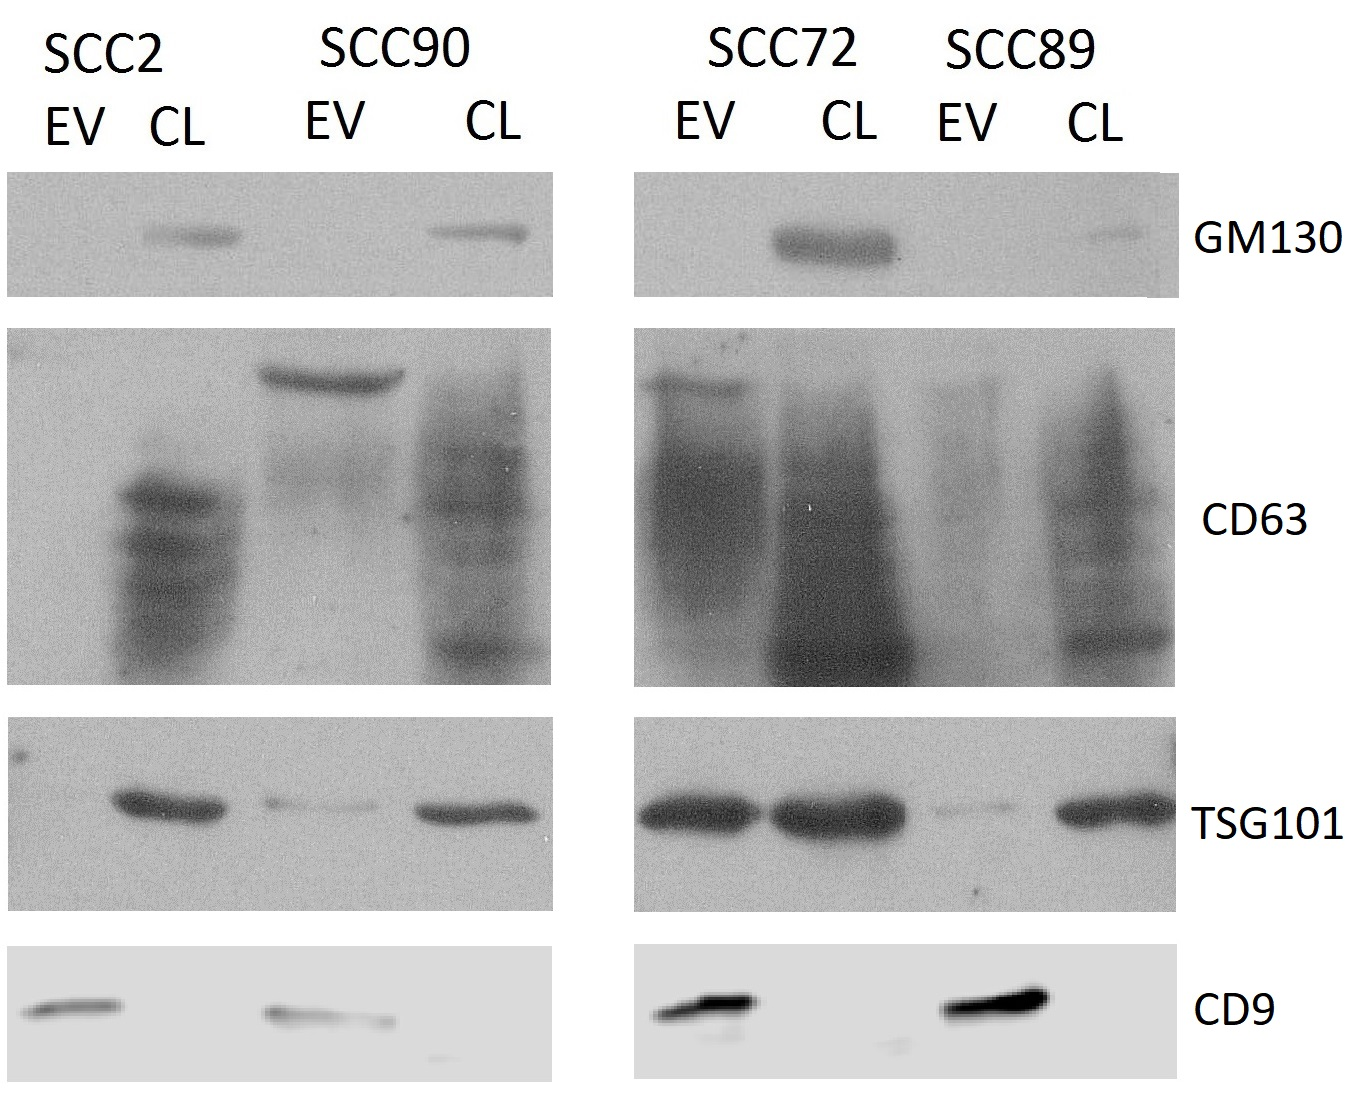 SCC2 SCC90 SCC72 SCC89
EV CL EV CL EV CL EV CL
GM130
CD63
TSG101
CD9